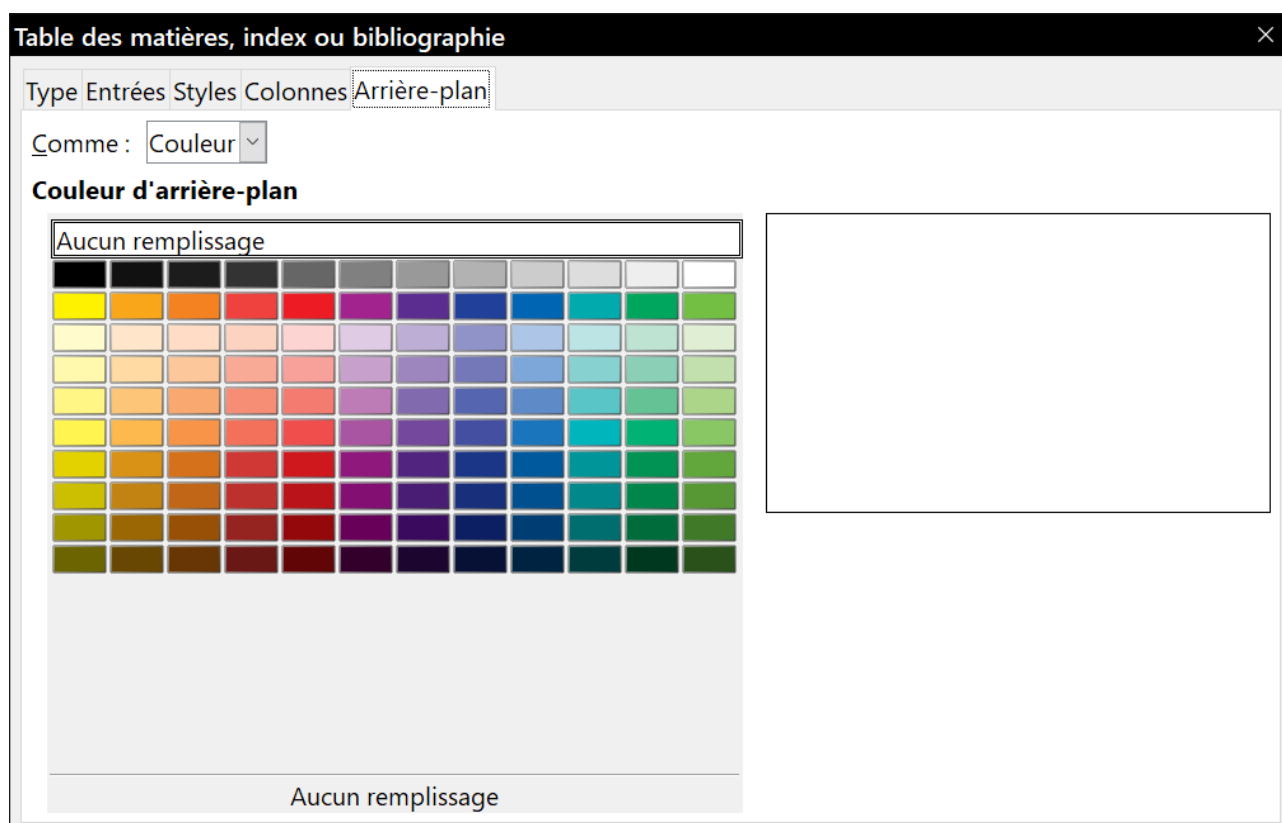 Table des matières, index ou bibliographie
Type Entrées Styles Colonnes Arrière-plan
Comme : Couleur
Couleur d'arrière-plan
Aucun remplissage
Aucun remplissage